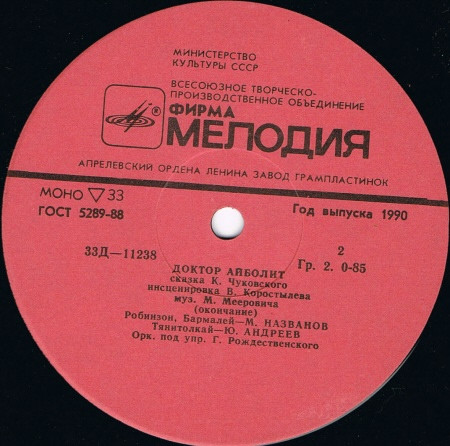 МИНИСТЕРСТВО
КУЛЬТУРЫ СССР
ВСЕСОЮЗНОЕ ТВОРЧЕСКО-
ПРОИЗВОДСТВЕННОЕ ОБЪЕДИНЕНИЕ
®
ФИРМА
МЕЛОДИЯ
АПРЕЛЕВСКИЙ ОРДЕНА ЛЕНИНА ЗАВОД ГРАМПЛАСТИНОК
МОНО ▽ 33
ГОСТ 5289-88
Год выпуска 1990
33Д—11238
2
Гр. 2. 0-85
ДОКТОР АЙБОЛИТ
сказка К. Чуковского
инсценировка В. Коростылева
муз. М. Мееровича
(окончание)
Робинзон, Бармалей—М. НАЗВАНОВ
Тянитолкай—Ю. АНДРЕЕВ
Орк. под упр. Г. Рождественского